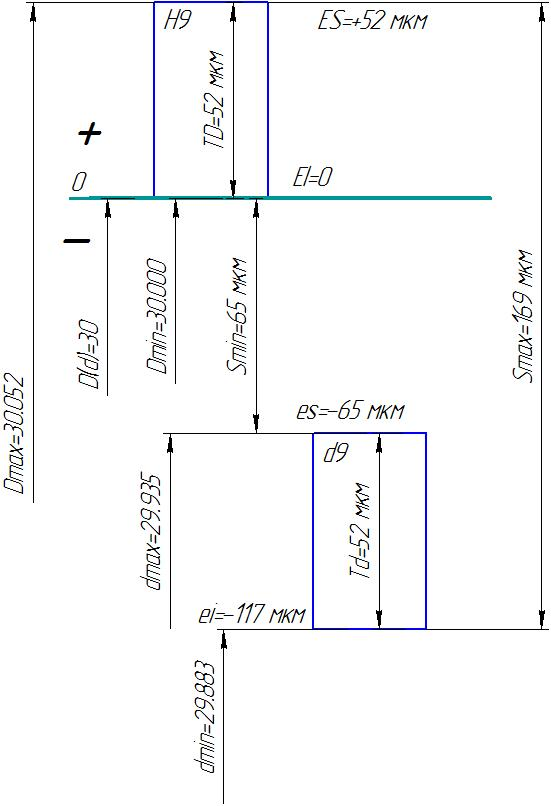 H9
ES=+52 мкм
TD=52 мкм
+
0
EI=0
−
D(d)=30
Dmin=30.000
Smin=65 мкм
Smax=169 мкм
Dmax=30.052
es=-65 мкм
d9
dmax=29.935
Td=52 мкм
ei=-117 мкм
dmin=29.883